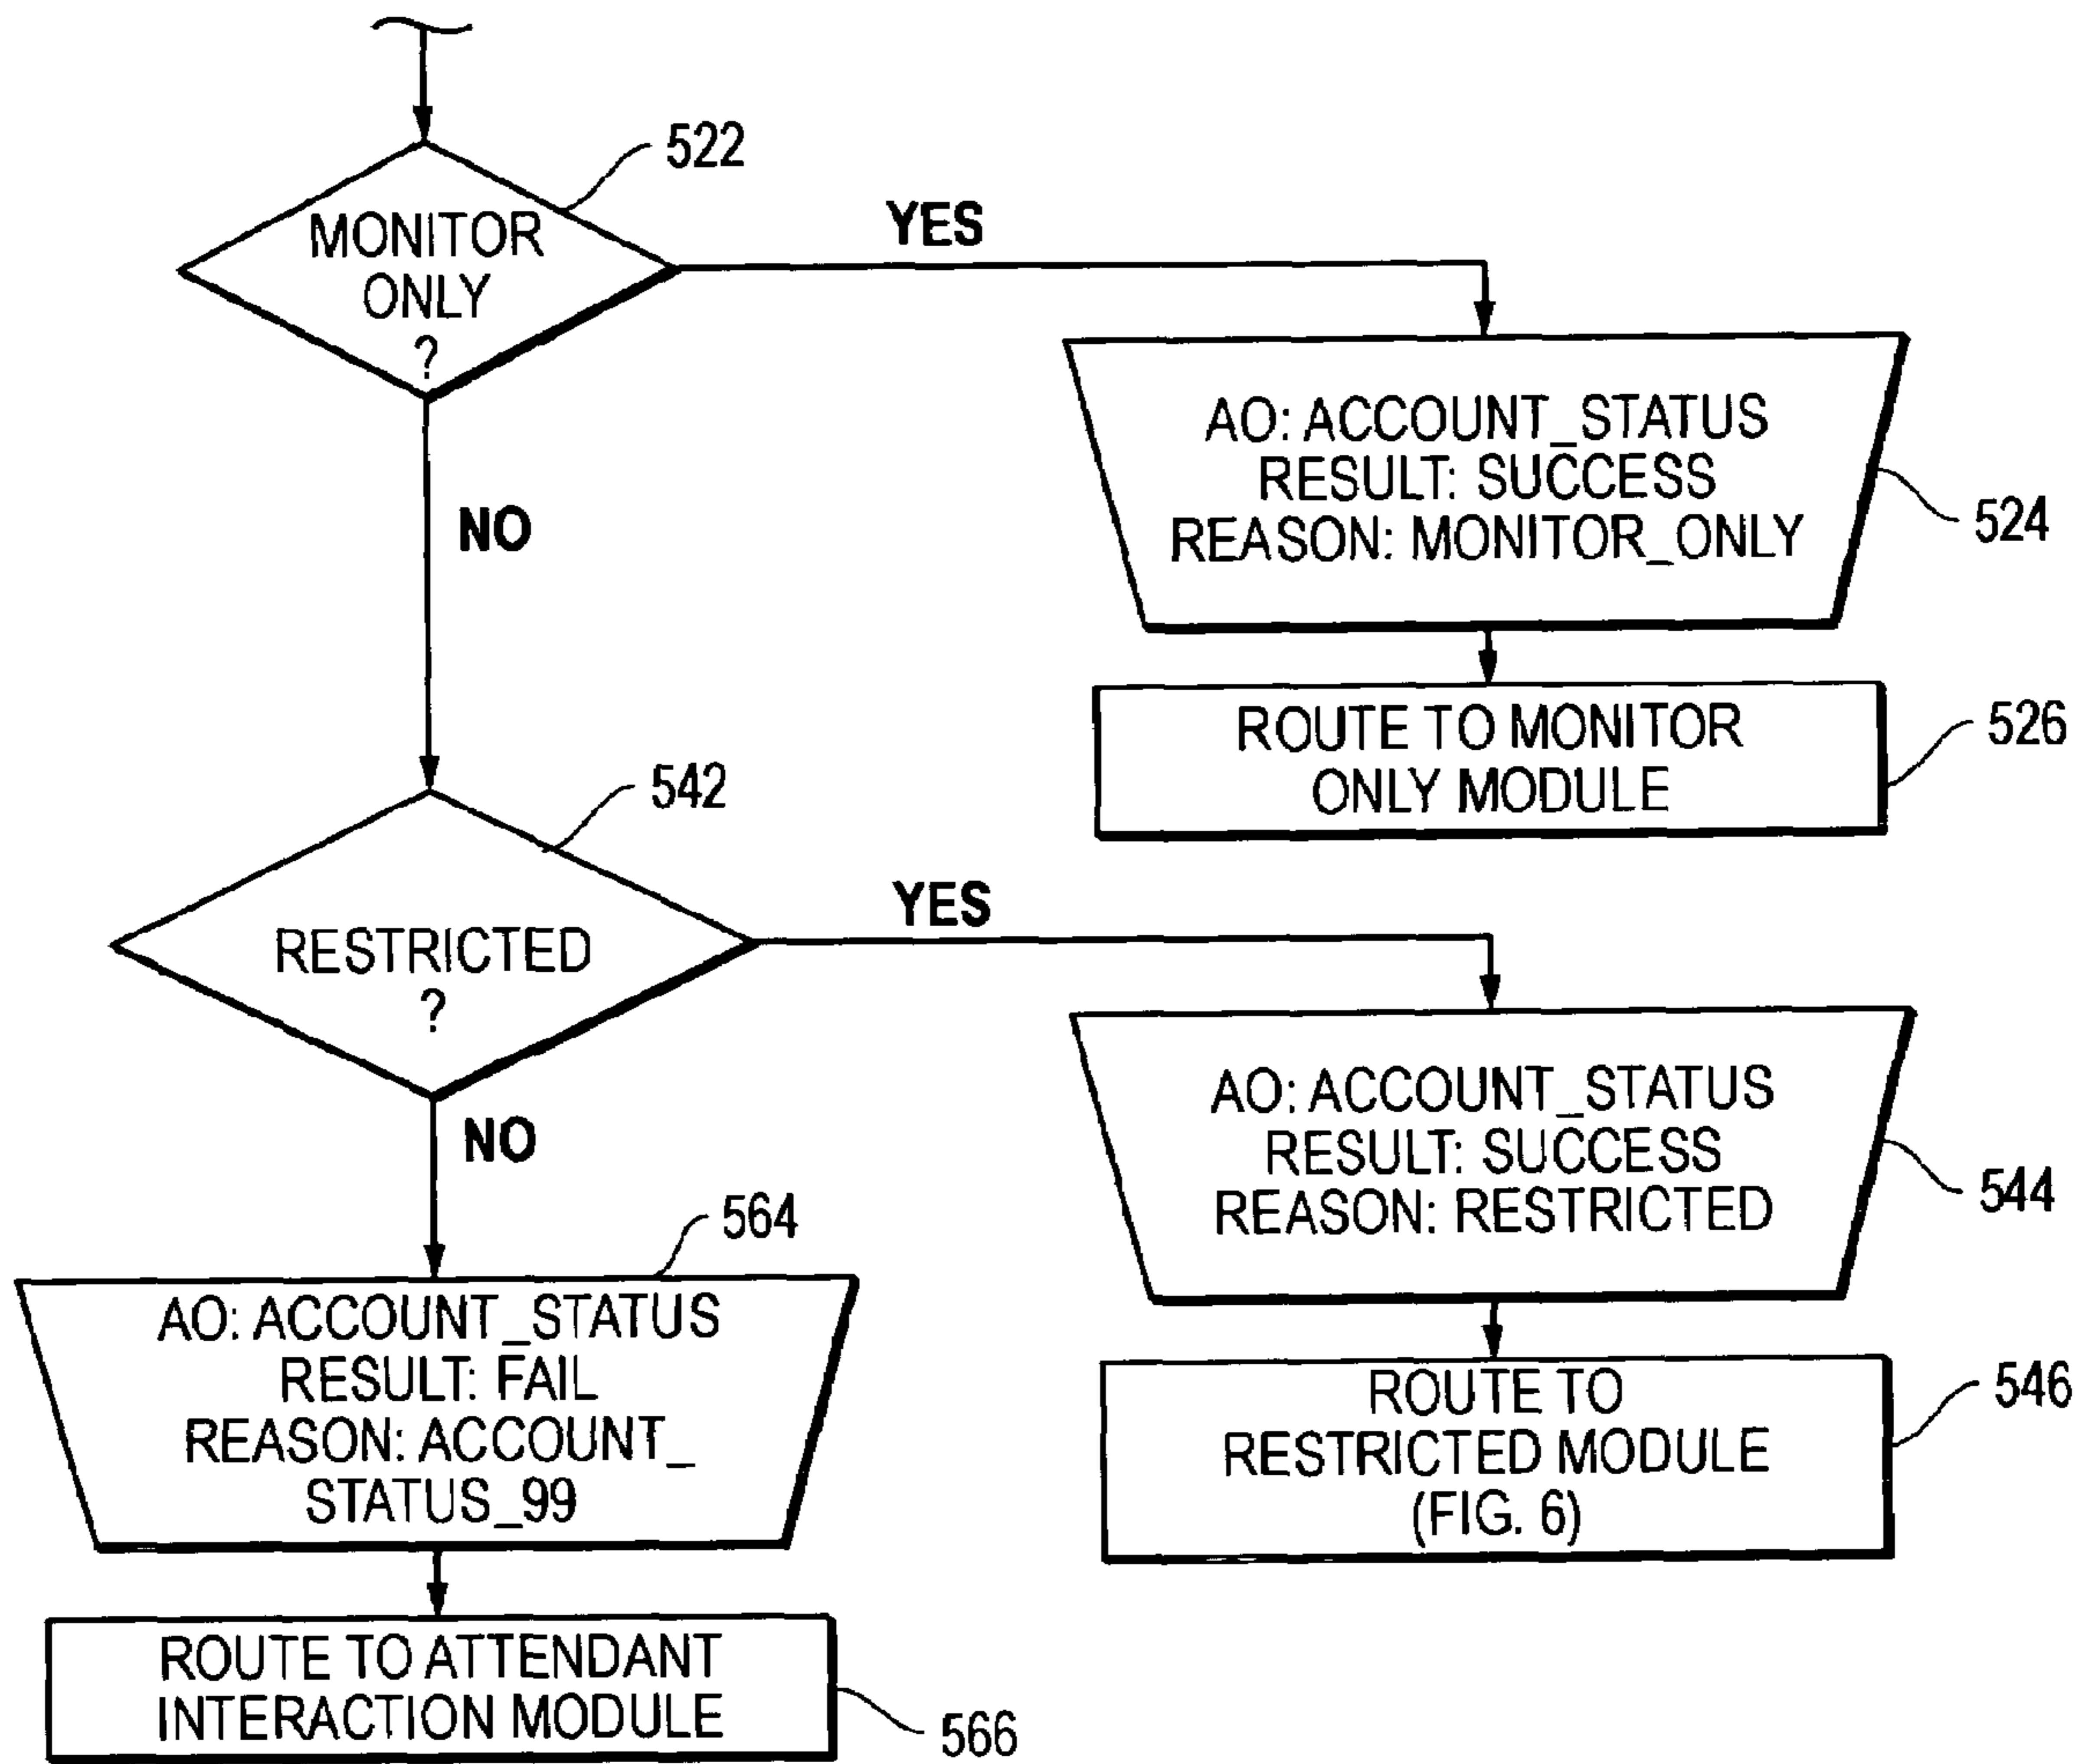 522
MONITOR
ONLY
?
YES
AO: ACCOUNT_STATUS
RESULT: SUCCESS
REASON: MONITOR_ONLY
524
NO
ROUTE TO MONITOR
ONLY MODULE
526
542
RESTRICTED
?
YES
AO: ACCOUNT_STATUS
RESULT: SUCCESS
REASON: RESTRICTED
544
NO
564
AO: ACCOUNT_STATUS
RESULT: FAIL
REASON: ACCOUNT_
STATUS_99
ROUTE TO
RESTRICTED MODULE
(FIG. 6)
546
ROUTE TO ATTENDANT
INTERACTION MODULE
566